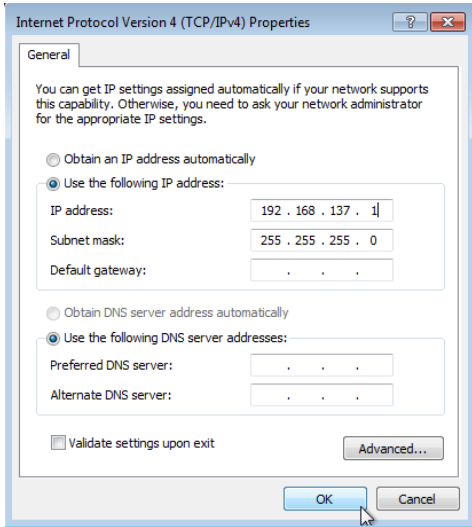 Internet Protocol Version 4 (TCP/IPv4) Properties
General
You can get IP settings assigned automatically if your network supports
this capability. Otherwise, you need to ask your network administrator
for the appropriate IP settings.
Obtain an IP address automatically
Use the following IP address:
IP address: 192 . 168 . 137 . 1
Subnet mask: 255 . 255 . 255 . 0
Default gateway: . . .
Obtain DNS server address automatically
Use the following DNS server addresses:
Preferred DNS server: . . .
Alternate DNS server: . . .
Validate settings upon exit
Advanced...
OK Cancel